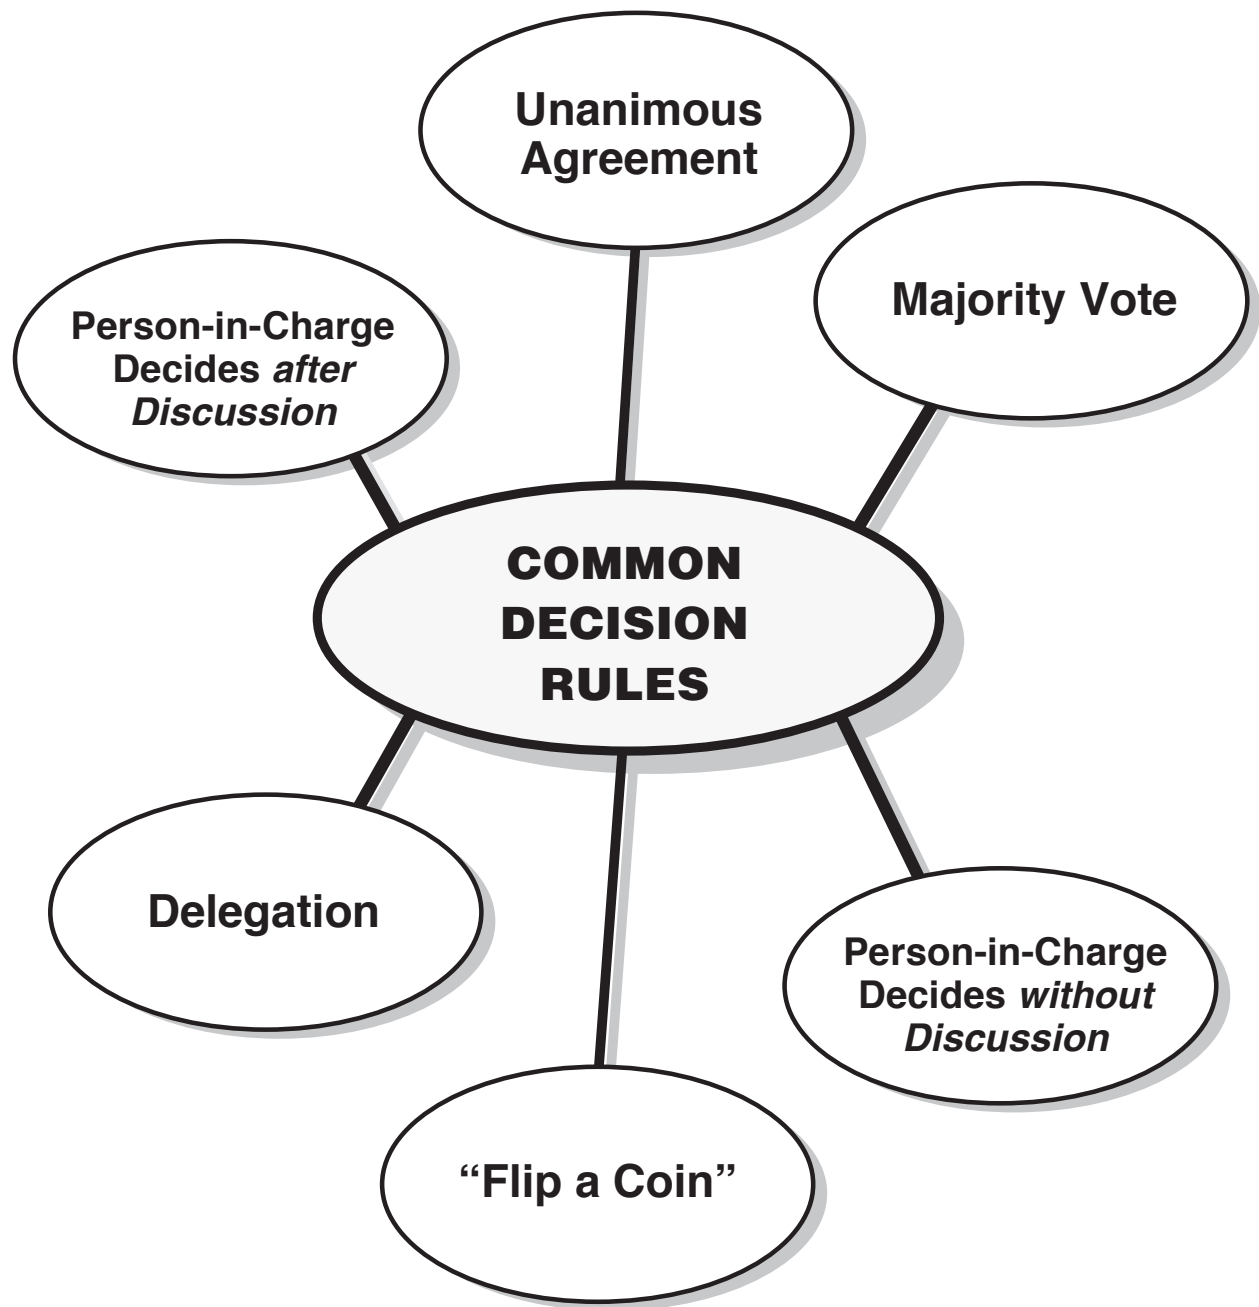 Unanimous
Agreement
Majority Vote
Person-in-Charge
Decides after
Discussion
COMMON
DECISION
RULES
Delegation
Person-in-Charge
Decides without
Discussion
“Flip a Coin”